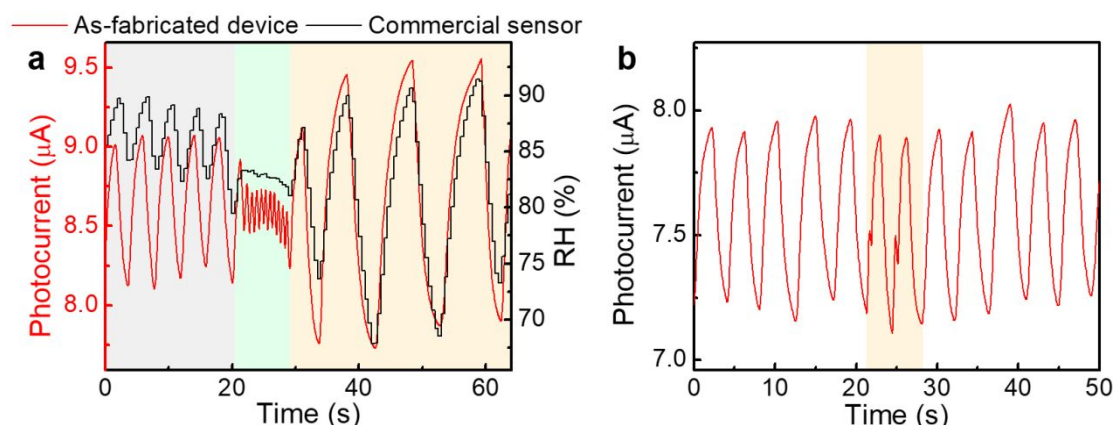 As-fabricated device Commercial sensor
a
Photocurrent (μA)
9.5
9.0
8.5
8.0
90
85
80
75
70
RH (%)
0 20 40 60
Time (s)
b
Photocurrent (μA)
8.0
7.5
7.0
0 10 20 30 40 50
Time (s)